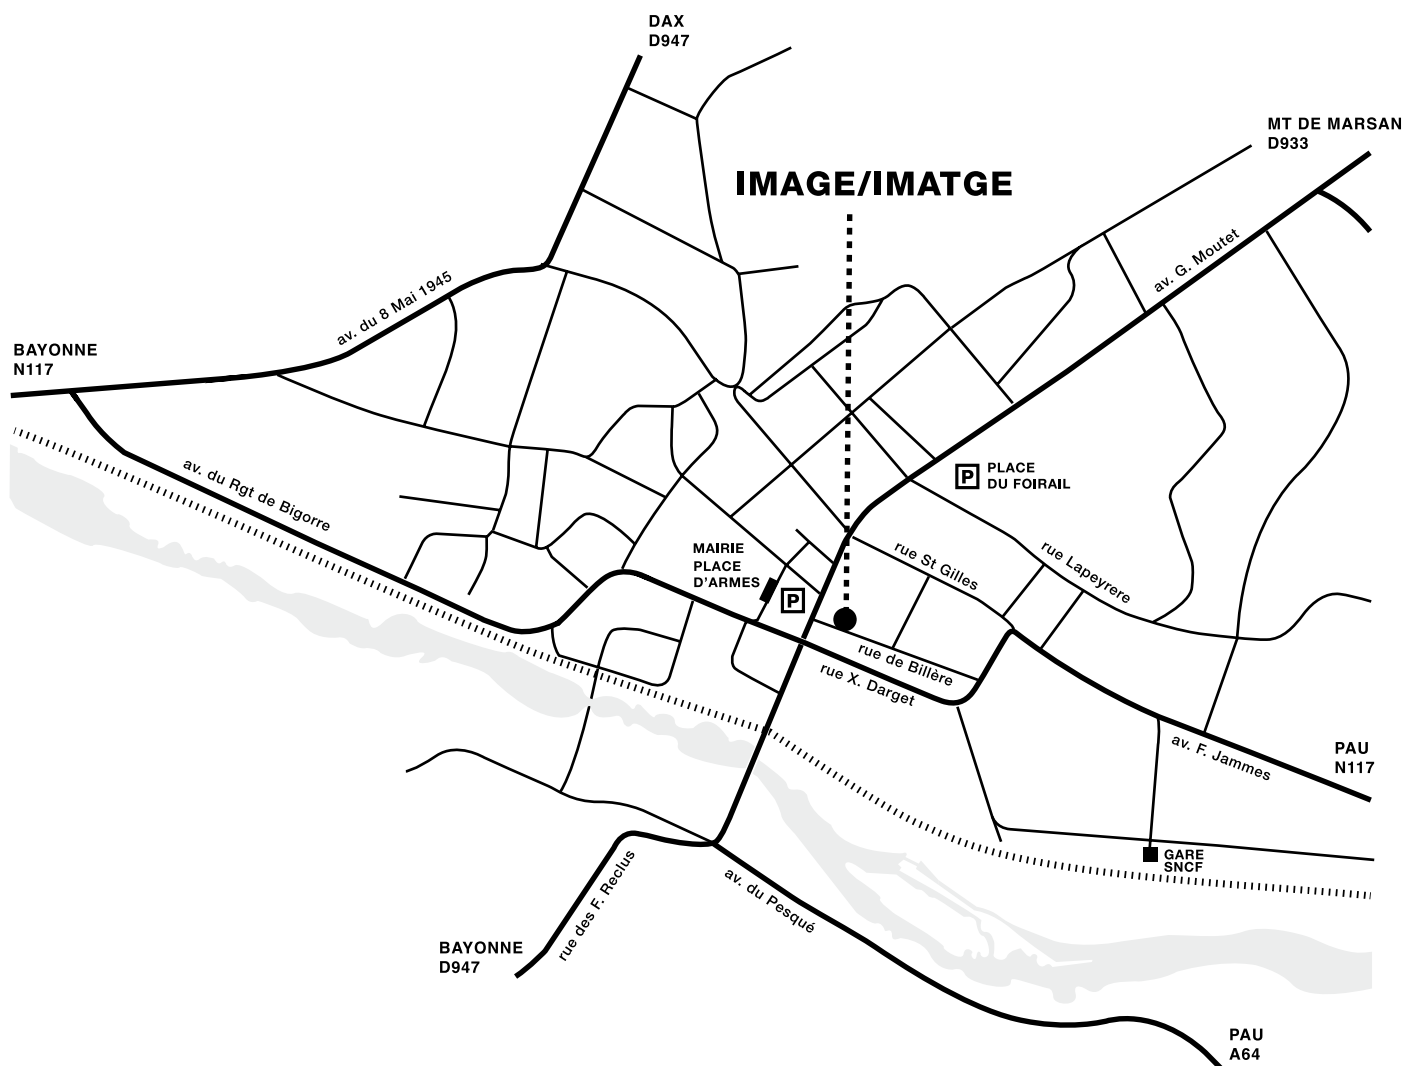 DAX
D947
MT DE MARSAN
D933
IMAGE/IMATGE
av. G. Moutet
av. du 8 Mai 1945
BAYONNE
N117
av. du Rgt de Bigorre
P
PLACE
DU FOIRAIL
MAIRIE
PLACE
D'ARMES
P
rue St Gilles
rue Lapeyrere
rue de Billère
rue X. Darget
av. F. Jammes
PAU
N117
GARE
SNCF
rue des F. Reclus
av. du Pesqué
BAYONNE
D947
PAU
A64